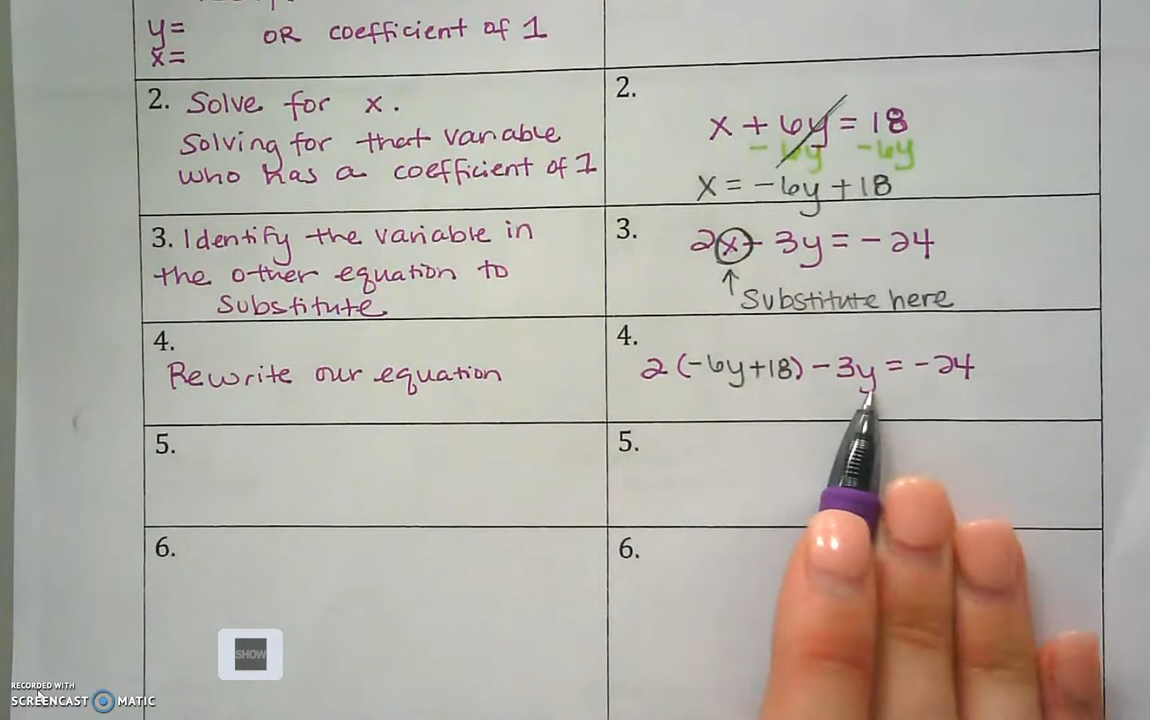 y=
OR coefficient of 1
x=
2. Solve for x.
Solving for that variable
who has a coefficient of 1
2.
x + 6y = 18
- 6y -6y
x = -6y + 18
3. Identify the variable in
the other equation to
Substitute
3.
2x - 3y = -24
↑ Substitute here
4.
Rewrite our equation
4.
2(-6y+18) - 3y = -24
5.
5.
6.
6.
SHOW
RECORDED WITH
SCREENCAST MATIC